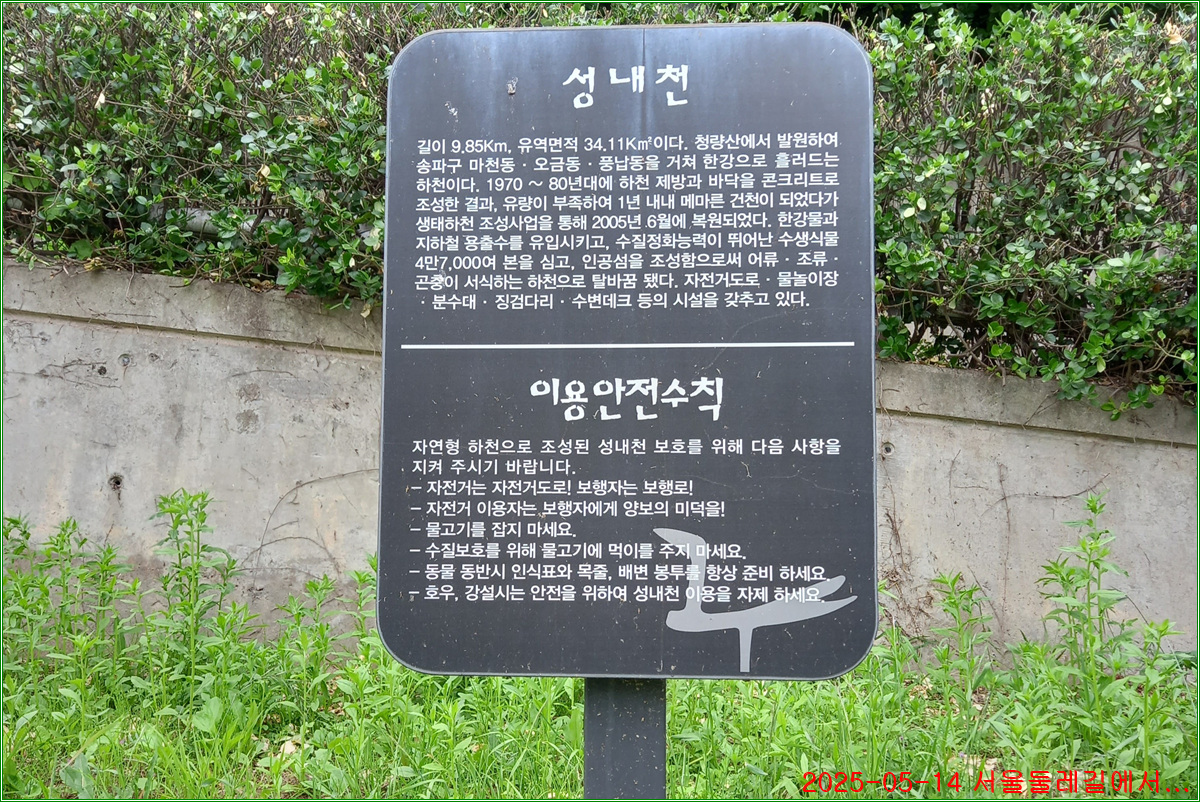 성내천
길이 9.85Km, 유역면적 34.11K㎡이다. 청량산에서 발원하여
송파구 마천동 · 오금동 · 풍납동을 거쳐 한강으로 흘러드는
하천이다. 1970 ~ 80년대에 하천 제방과 바닥을 콘크리트로
조성한 결과, 유량이 부족하여 1년 내내 메마른 건천이 되었다가
생태하천 조성사업을 통해 2005년 6월에 복원되었다. 한강물과
지하철 용출수를 유입시키고, 수질정화능력이 뛰어난 수생식물
4만7,000여 본을 심고, 인공섬을 조성함으로써 어류 · 조류 ·
곤충이 서식하는 하천으로 탈바꿈 됐다. 자전거도로 · 물놀이장
· 분수대 · 징검다리 · 수변데크 등의 시설을 갖추고 있다.
이용안전수칙
자연형 하천으로 조성된 성내천 보호를 위해 다음 사항을
지켜 주시기 바랍니다.
– 자전거는 자전거도로! 보행자는 보행로!
– 자전거 이용자는 보행자에게 양보의 미덕을!
– 물고기를 잡지 마세요.
– 수질보호를 위해 물고기에 먹이를 주지 마세요.
– 동물 동반시 인식표와 목줄, 배변 봉투를 항상 준비 하세요.
– 호우, 강설시는 안전을 위하여 성내천 이용을 자제 하세요.
2025-05-14 서울둘레길에서...